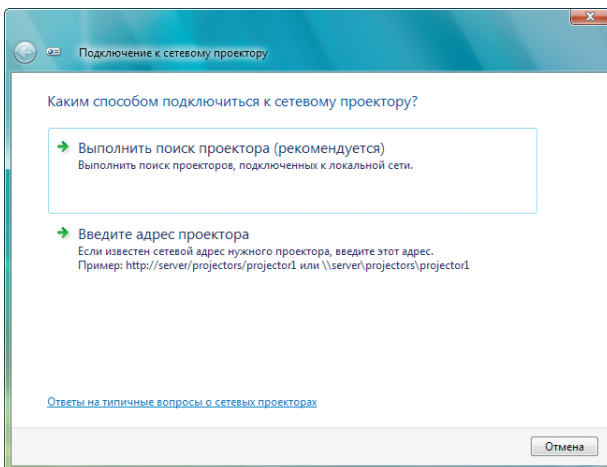 Подключение к сетевому проектору
Каким способом подключиться к сетевому проектору?
Выполнить поиск проектора (рекомендуется)
Выполнить поиск проекторов, подключенных к локальной сети.
Введите адрес проектора
Если известен сетевой адрес нужного проектора, введите этот адрес.
Пример: http://server/projectors/projector1 или \\server\projectors\projector1
Ответы на типичные вопросы о сетевых проекторах
Отмена